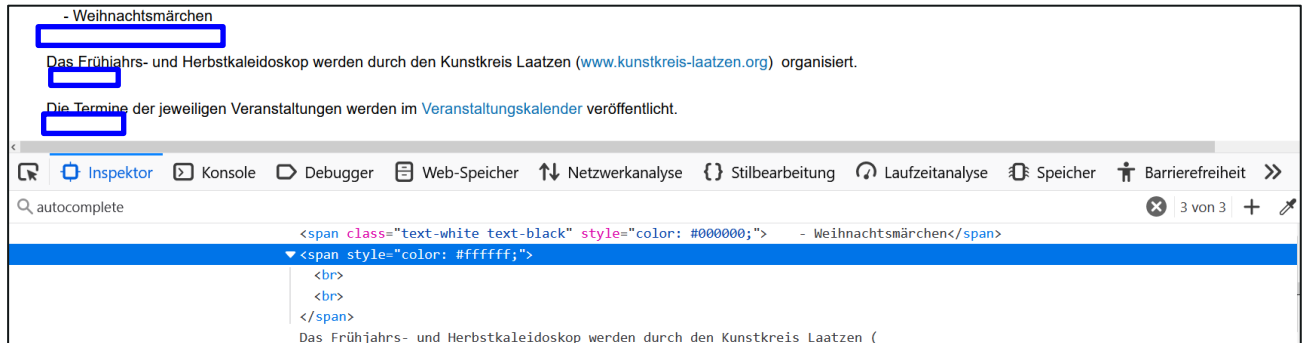 - Weihnachtsmärchen
Das Frühjahrs- und Herbstkaleidoskop werden durch den Kunstkreis Laatzen (www.kunstkreis-laatzen.org) organisiert.
Die Termine der jeweiligen Veranstaltungen werden im Veranstaltungskalender veröffentlicht.
Inspektor Konsole Debugger Web-Speicher Netzwerkanalyse Stilbearbeitung Laufzeitanalyse Speicher Barrierefreiheit
autocomplete 3 von 3
<span class="text-white text-black" style="color: #000000;"> - Weihnachtsmärchen</span>
<span style="color: #ffffff;">
<br>
<br>
</span>
Das Frühjahrs- und Herbstkaleidoskop werden durch den Kunstkreis Laatzen (